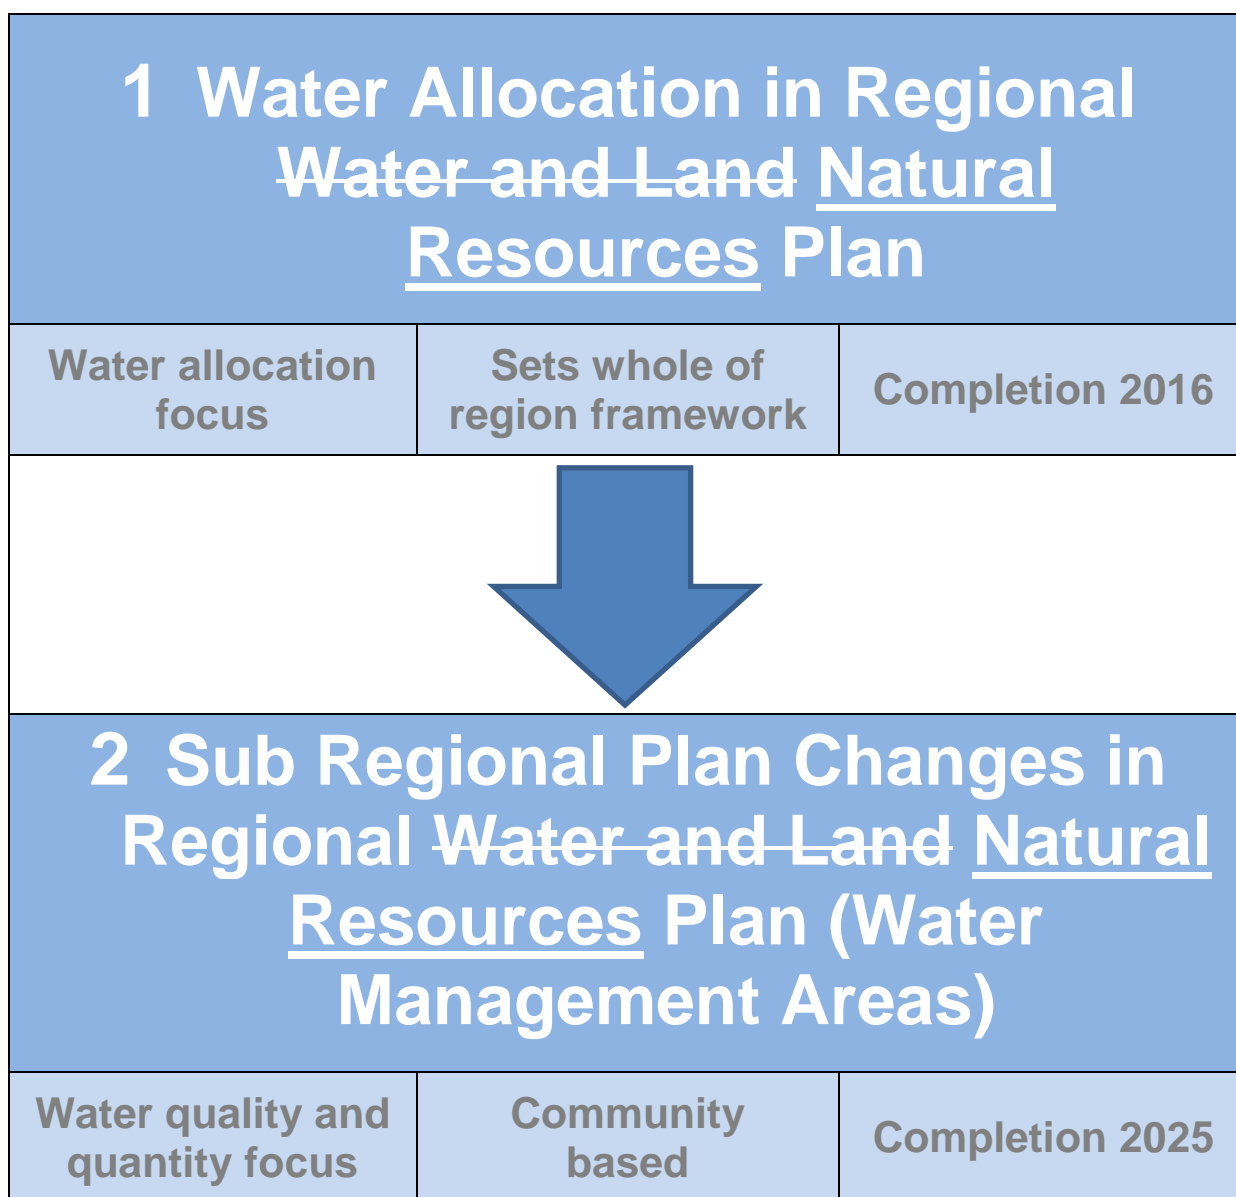 1 Water Allocation in Regional
Water and Land Natural
Resources Plan
Water allocation
focus
Sets whole of
region framework
Completion 2016
2 Sub Regional Plan Changes in
Regional Water and Land Natural
Resources Plan (Water
Management Areas)
Water quality and
quantity focus
Community
based
Completion 2025